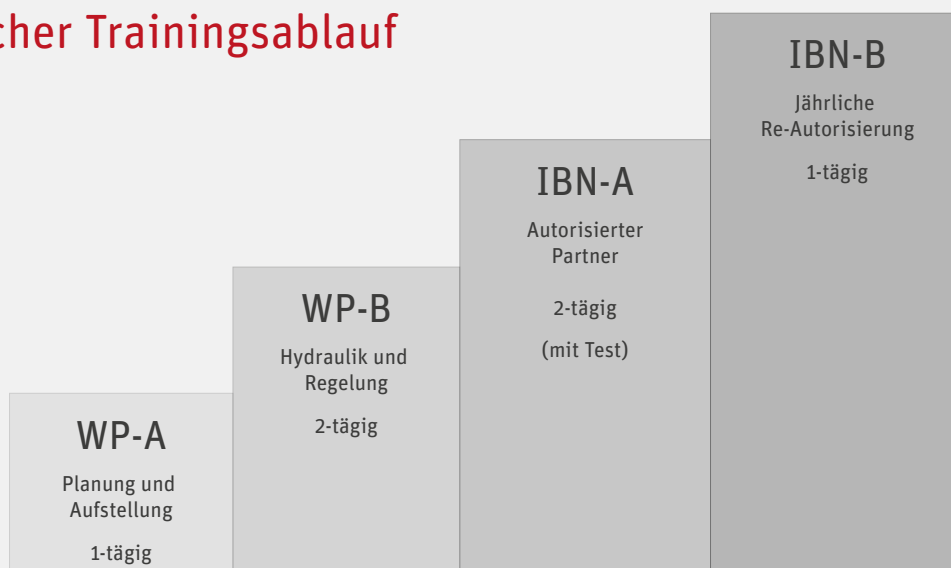 cher Trainingsablauf
WP-A
Planung und
Aufstellung
1-tägig
WP-B
Hydraulik und
Regelung
2-tägig
IBN-A
Autorisierter
Partner
2-tägig
(mit Test)
IBN-B
Jährliche
Re-Autorisierung
1-tägig